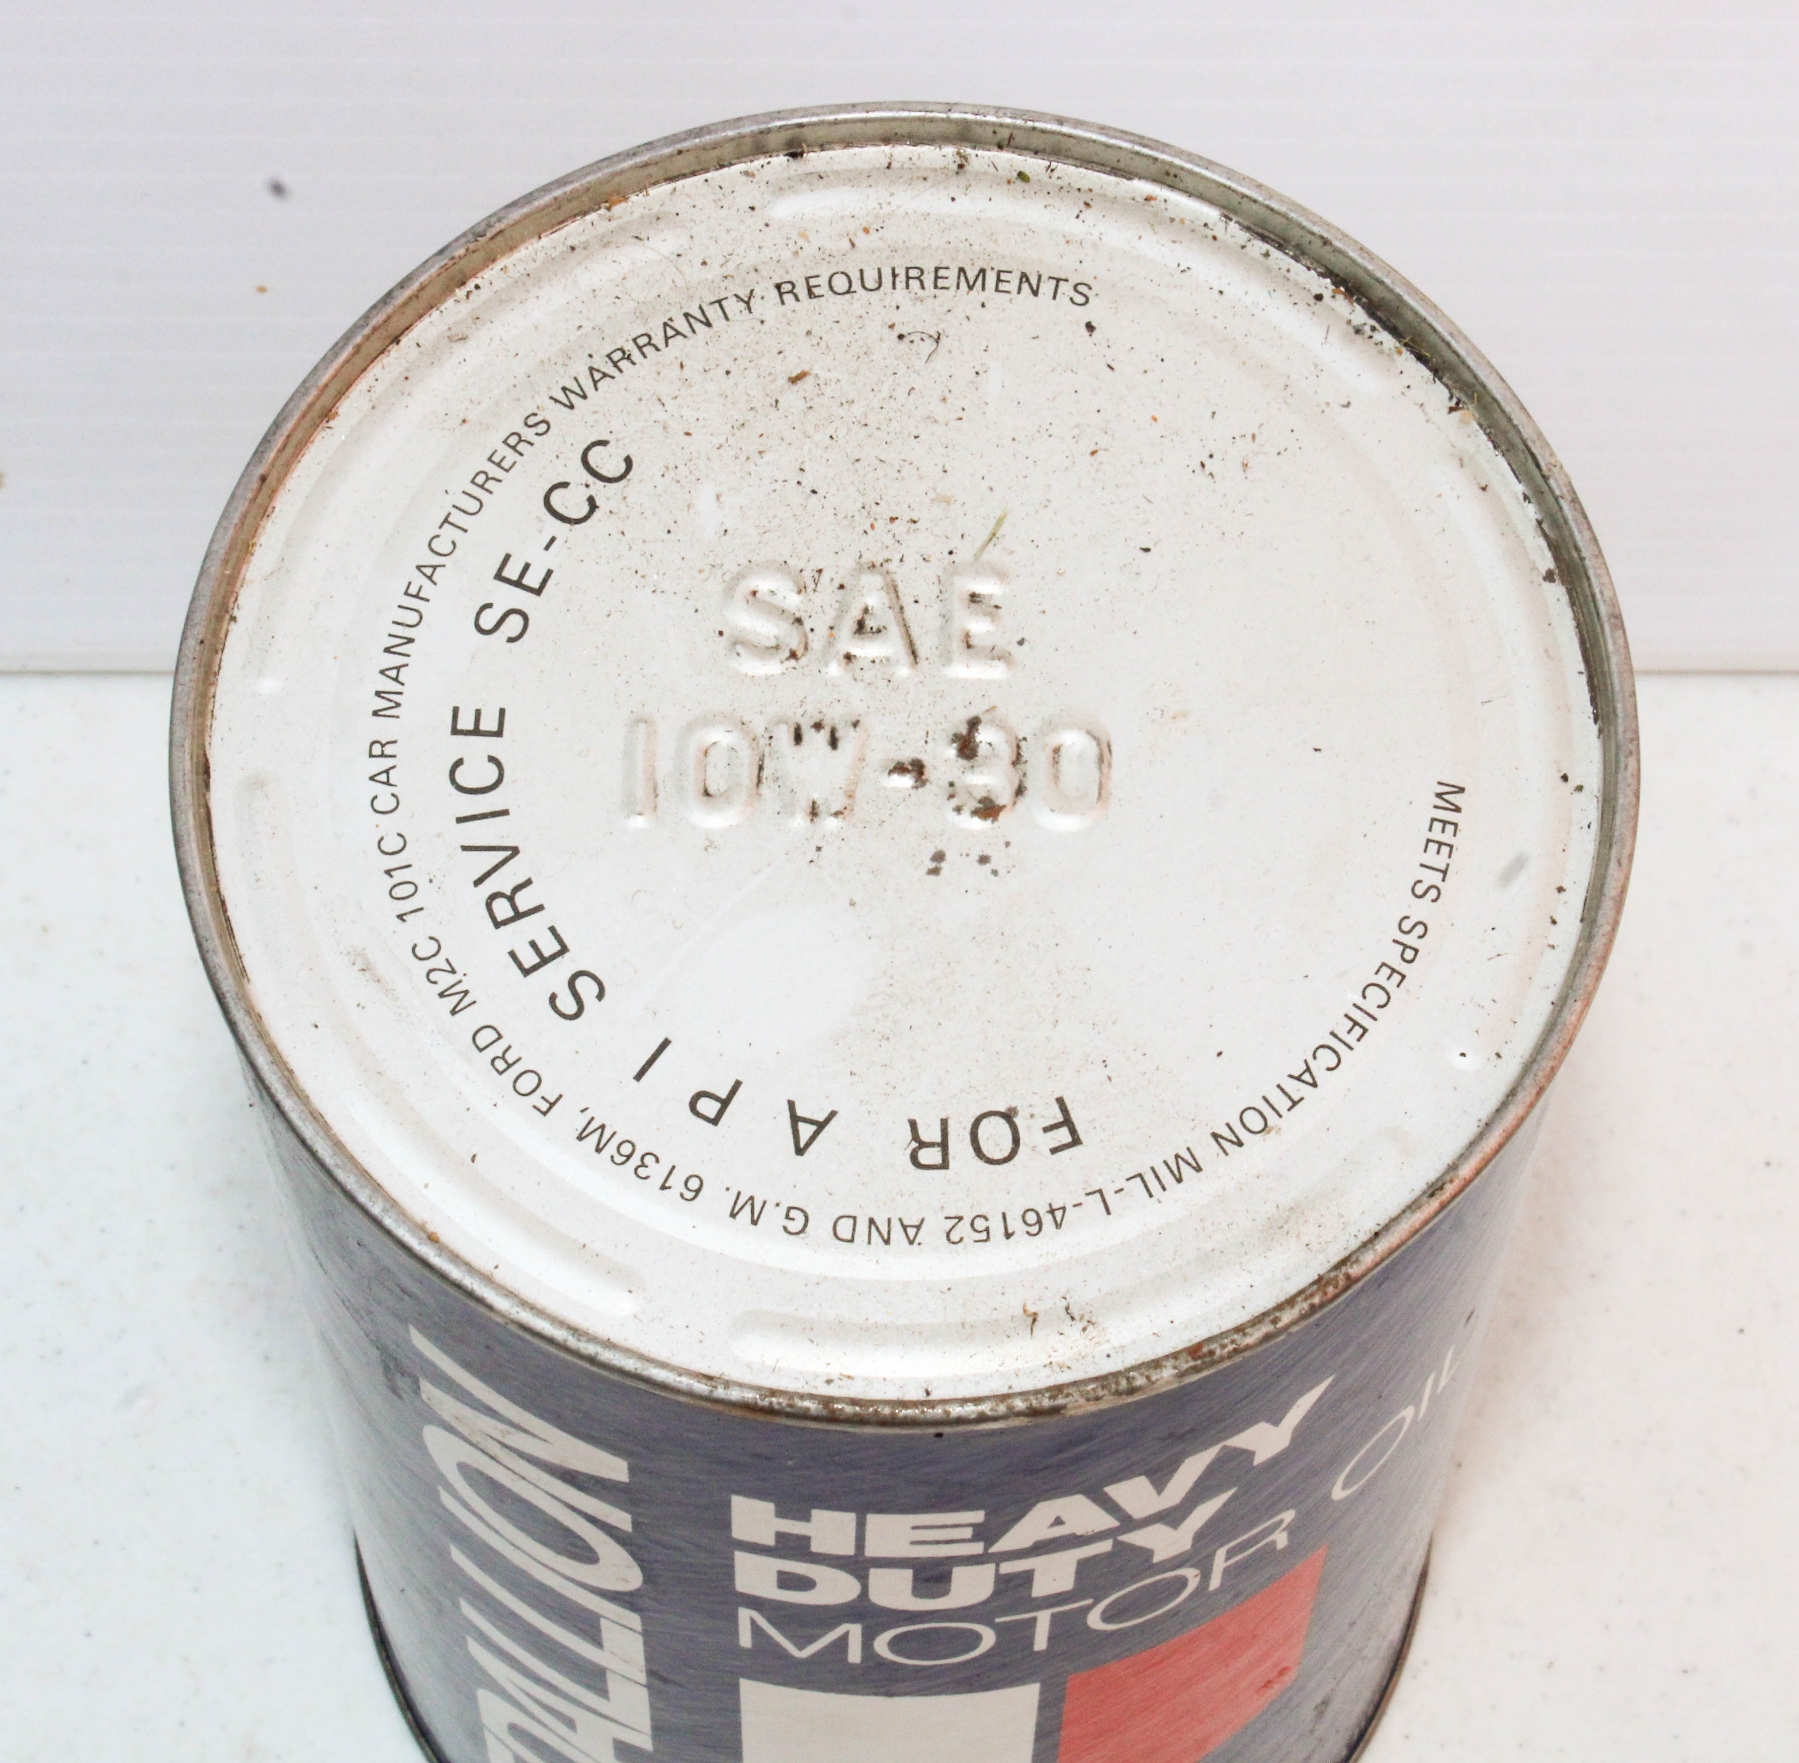 MEETS SPECIFICATION MIL-L-46152 AND G.M. 6136M, FORD M2C 101C CAR MANUFACTURERS WARRANTY REQUIREMENTS
FOR API SERVICE SE-CC
SAE
10W-30
HEAVY
DUTY
MOTOR OIL